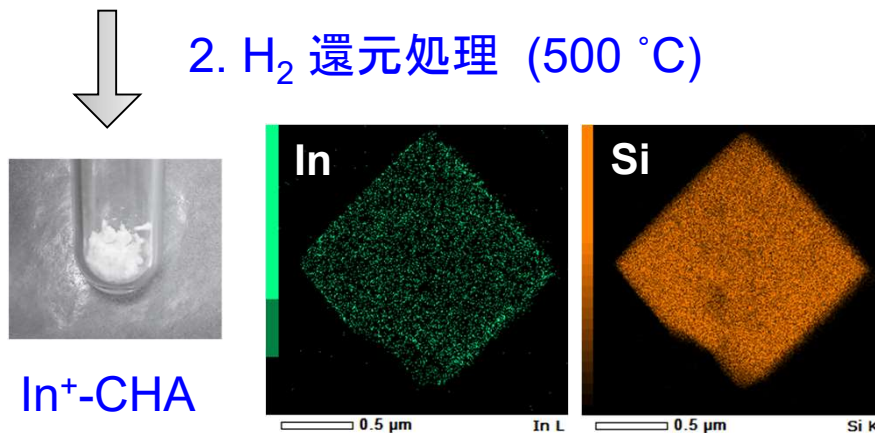 2. H₂ 還元処理 (500 ˚C)
In
Si
In⁺-CHA
0.5 µm
In L
0.5 µm
Si K